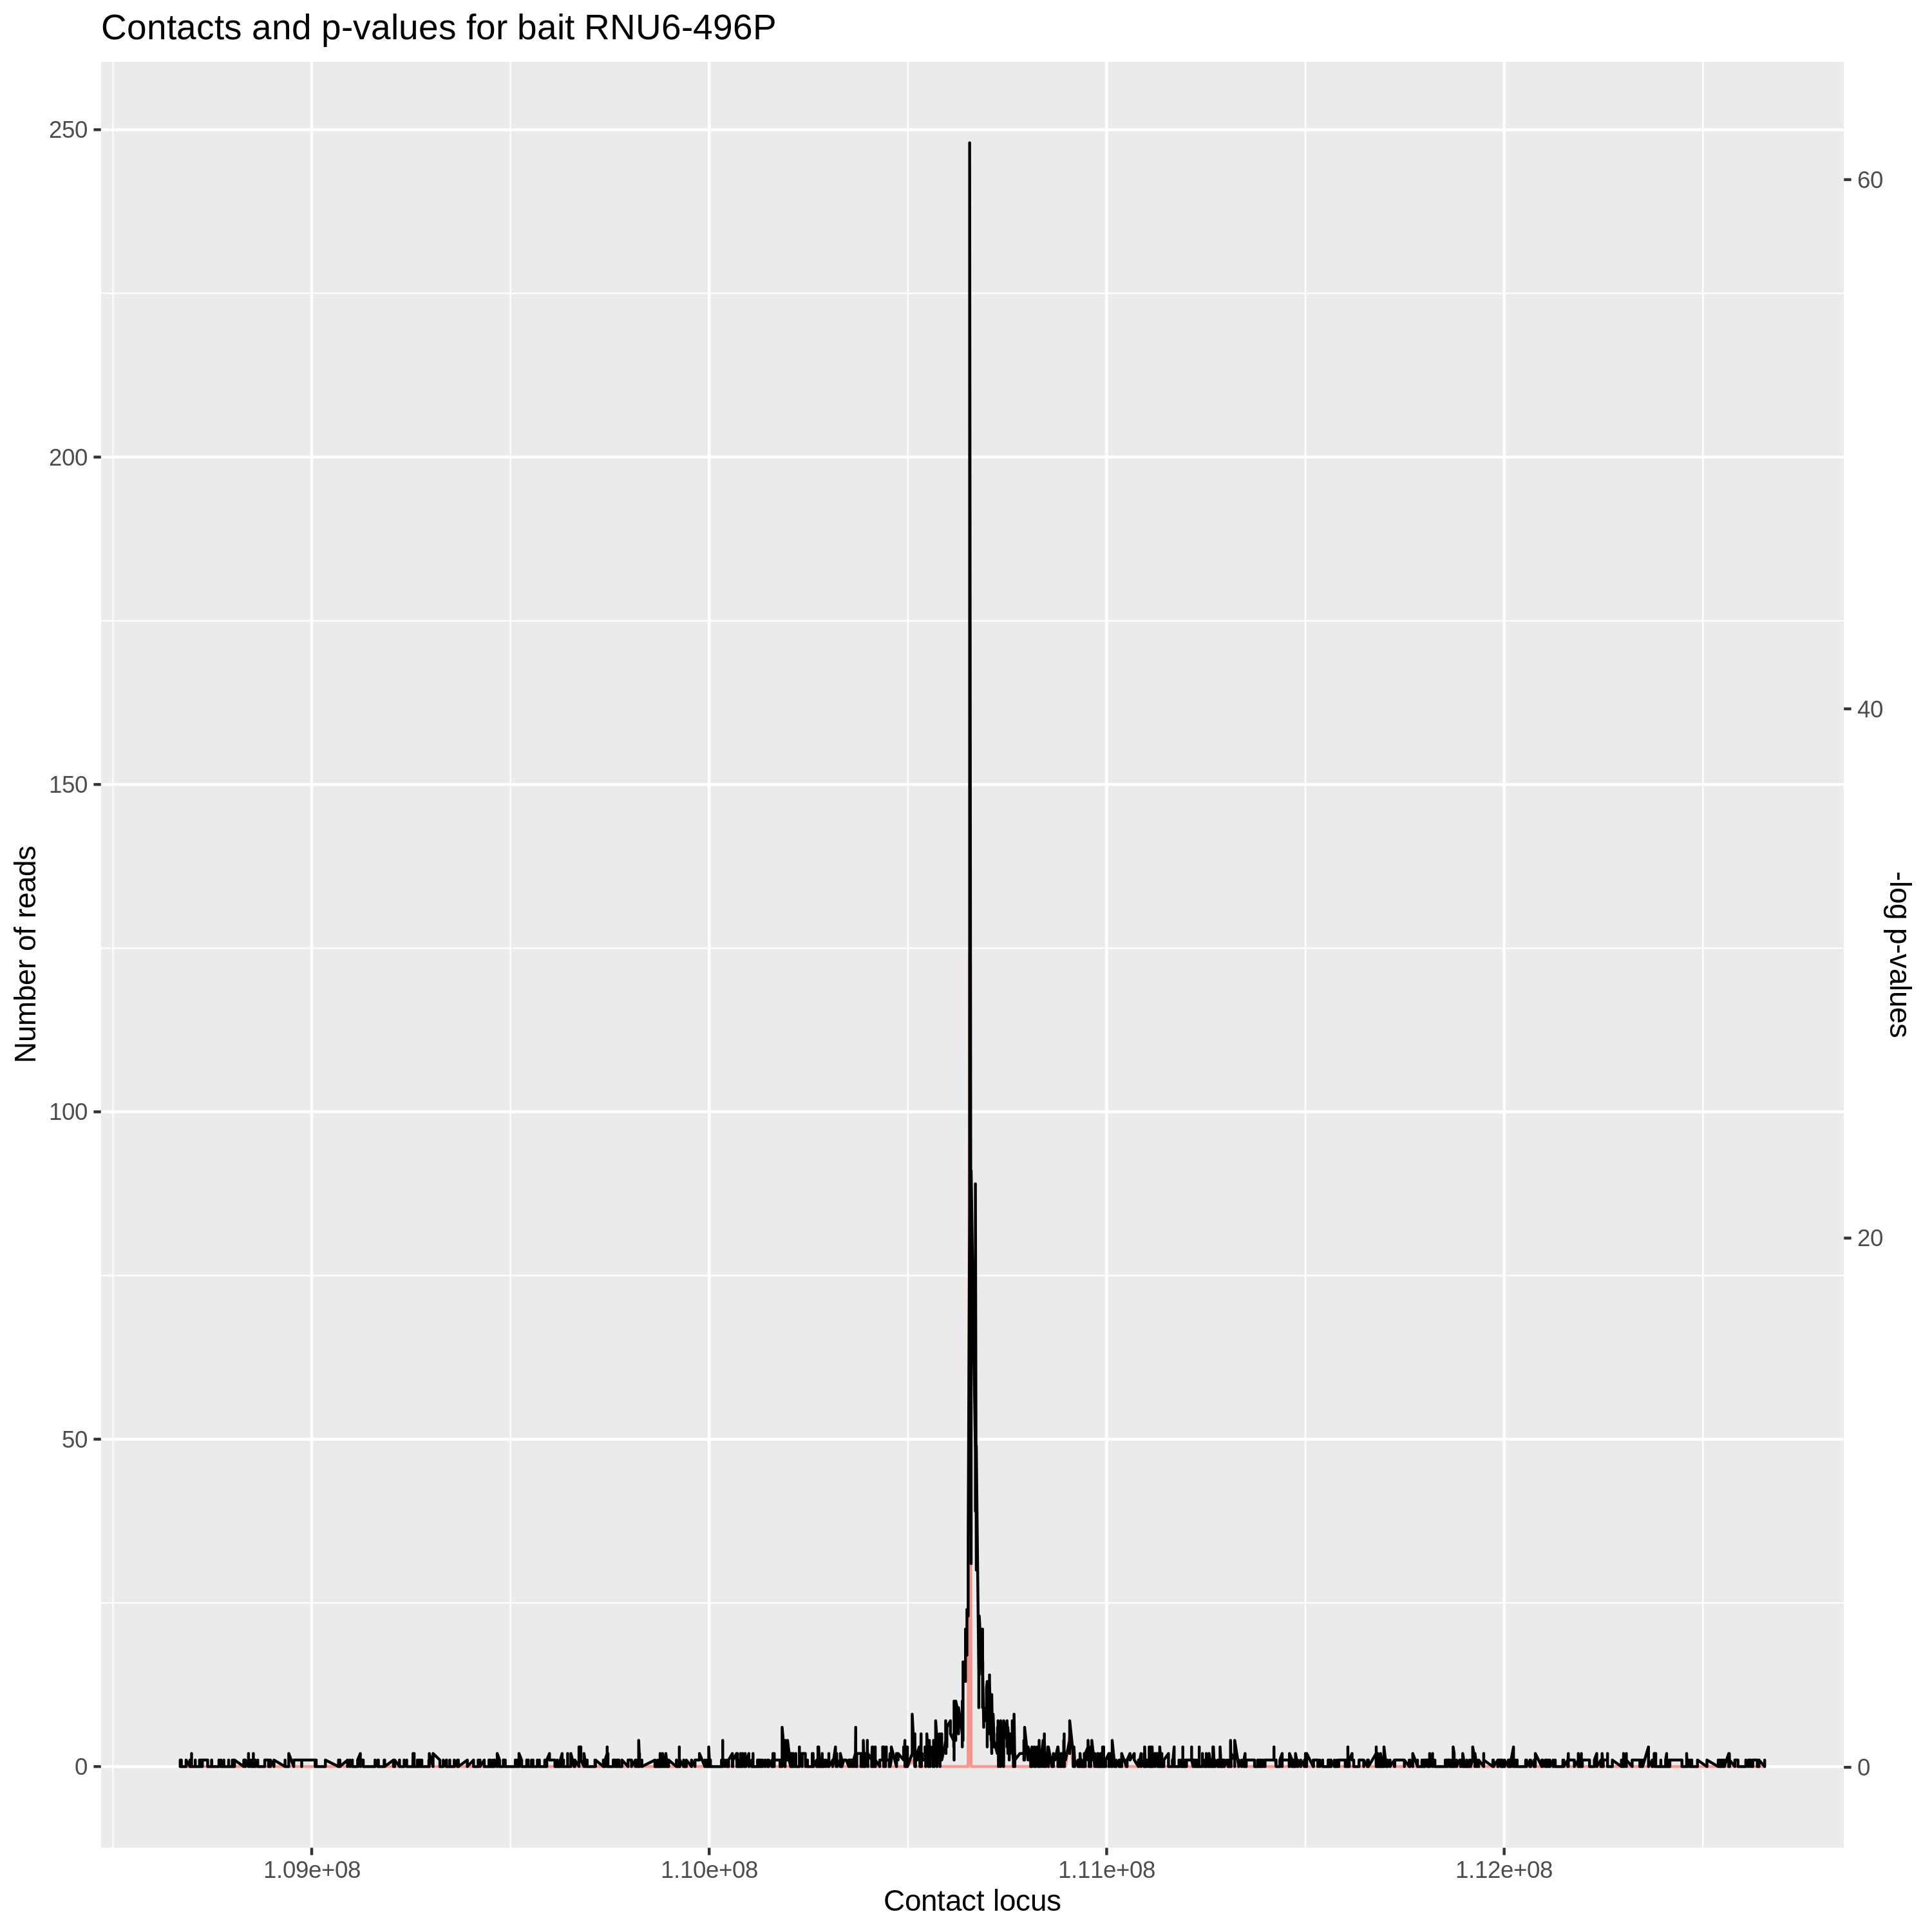 Contacts and p-values for bait RNU6-496P
250
200
150
100
50
0
Number of reads
60
40
20
0
-log p-values
1.09e+08
1.10e+08
1.11e+08
1.12e+08
Contact locus